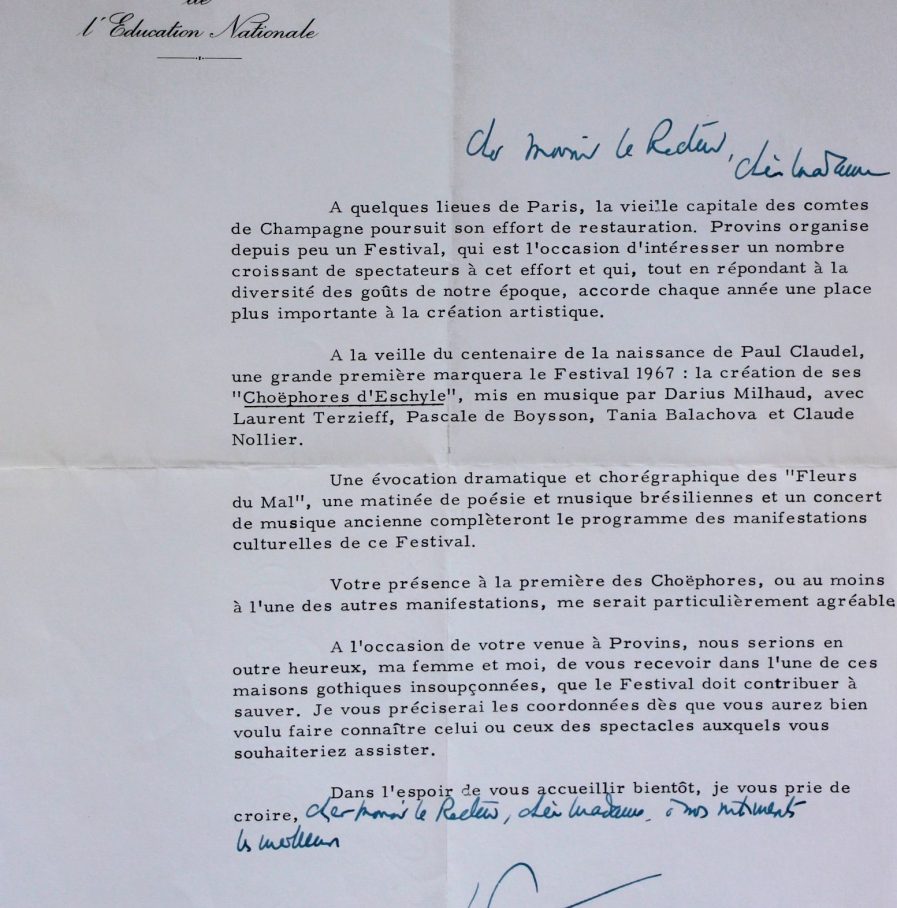 de
l'Education Nationale
cher Monsieur le Recteur, chère Madame
A quelques lieues de Paris, la vieille capitale des comtes
de Champagne poursuit son effort de restauration. Provins organise
depuis peu un Festival, qui est l'occasion d'intéresser un nombre
croissant de spectateurs à cet effort et qui, tout en répondant à la
diversité des goûts de notre époque, accorde chaque année une place
plus importante à la création artistique.
A la veille du centenaire de la naissance de Paul Claudel,
une grande première marquera le Festival 1967 : la création de ses
"Choëphores d'Eschyle", mis en musique par Darius Milhaud, avec
Laurent Terzieff, Pascale de Boysson, Tania Balachova et Claude
Nollier.
Une évocation dramatique et chorégraphique des "Fleurs
du Mal", une matinée de poésie et musique brésiliennes et un concert
de musique ancienne complèteront le programme des manifestations
culturelles de ce Festival.
Votre présence à la première des Choëphores, ou au moins
à l'une des autres manifestations, me serait particulièrement agréable
A l'occasion de votre venue à Provins, nous serions en
outre heureux, ma femme et moi, de vous recevoir dans l'une de ces
maisons gothiques insoupçonnées, que le Festival doit contribuer à
sauver. Je vous préciserai les coordonnées dès que vous aurez bien
voulu faire connaître celui ou ceux des spectacles auxquels vous
souhaiteriez assister.
Dans l'espoir de vous accueillir bientôt, je vous prie de
croire, cher Monsieur le Recteur, chère Madame, à nos sentiments
les meilleurs